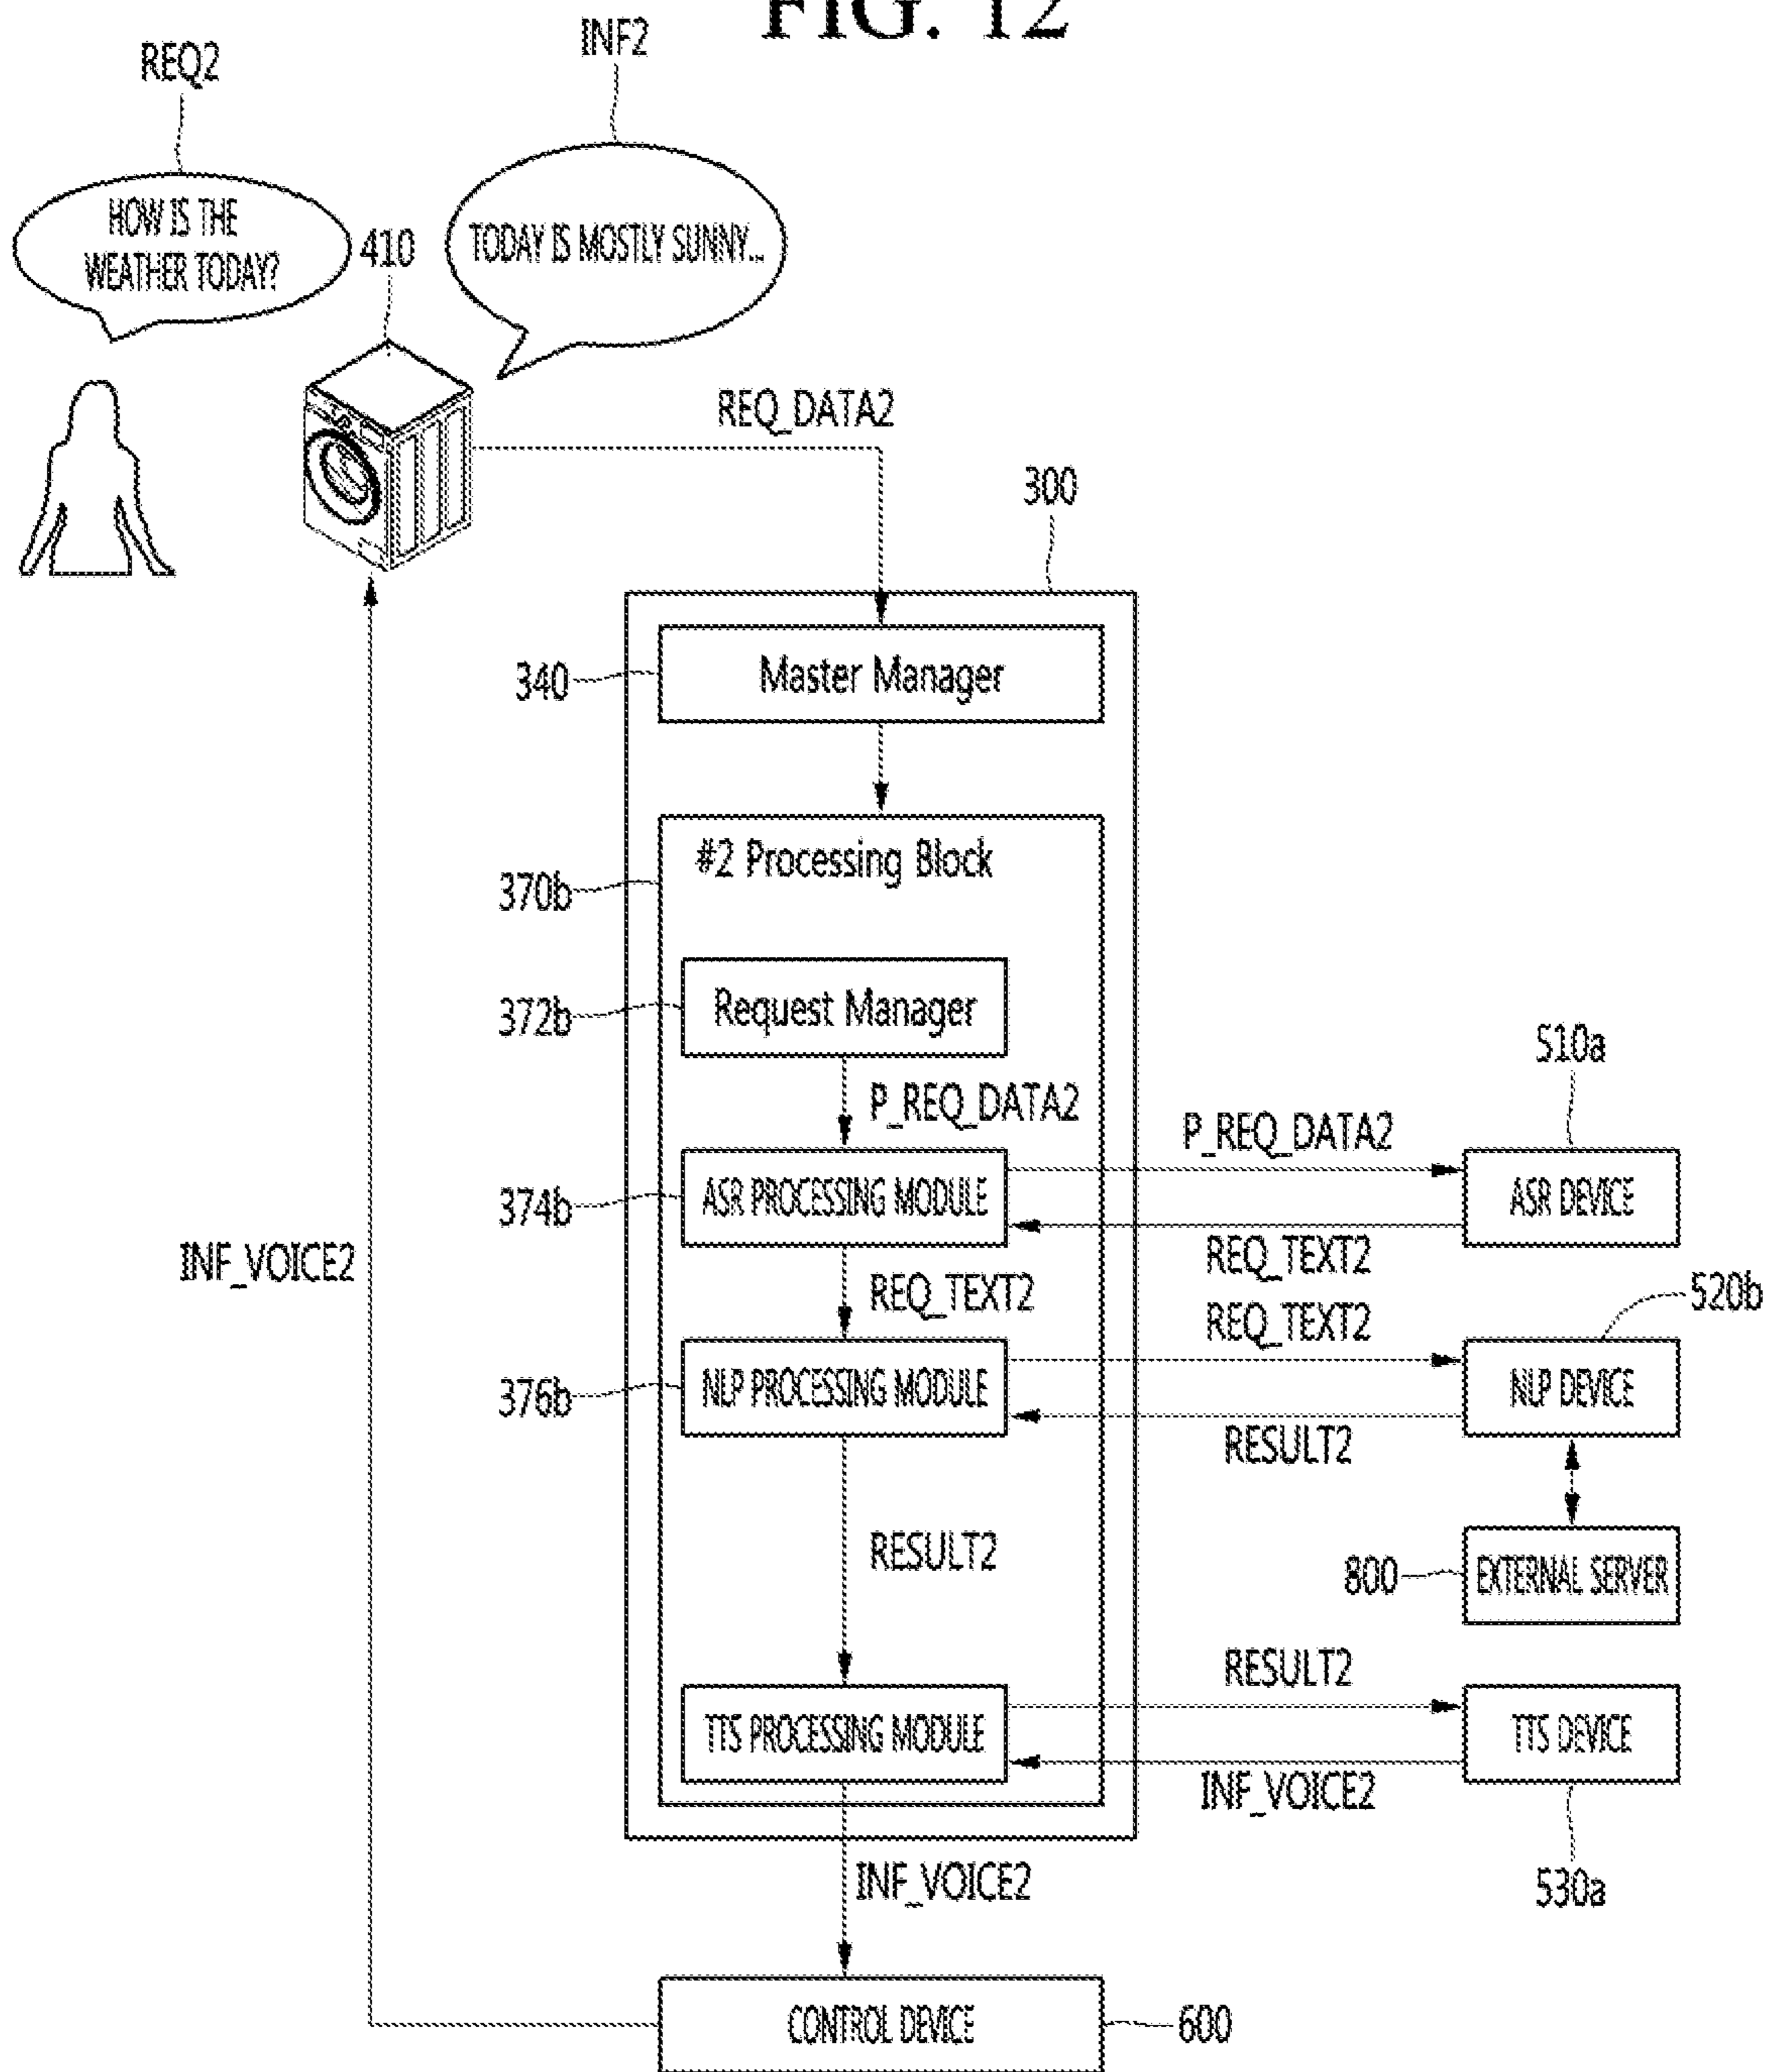 FIG. 12
REQ2
INF2
HOW IS THE
WEATHER TODAY?
410
TODAY IS MOSTLY SUNNY...
REQ_DATA2
300
340
Master Manager
#2 Processing Block
370b
372b
Request Manager
510a
P_REQ_DATA2
P_REQ_DATA2
374b
ASR PROCESSING MODULE
ASR DEVICE
INF_VOICE2
REQ_TEXT2
REQ_TEXT2
REQ_TEXT2
520b
376b
NLP PROCESSING MODULE
NLP DEVICE
RESULT2
RESULT2
800
EXTERNAL SERVER
RESULT2
TTS PROCESSING MODULE
TTS DEVICE
INF_VOICE2
INF_VOICE2
530a
CONTROL DEVICE
600